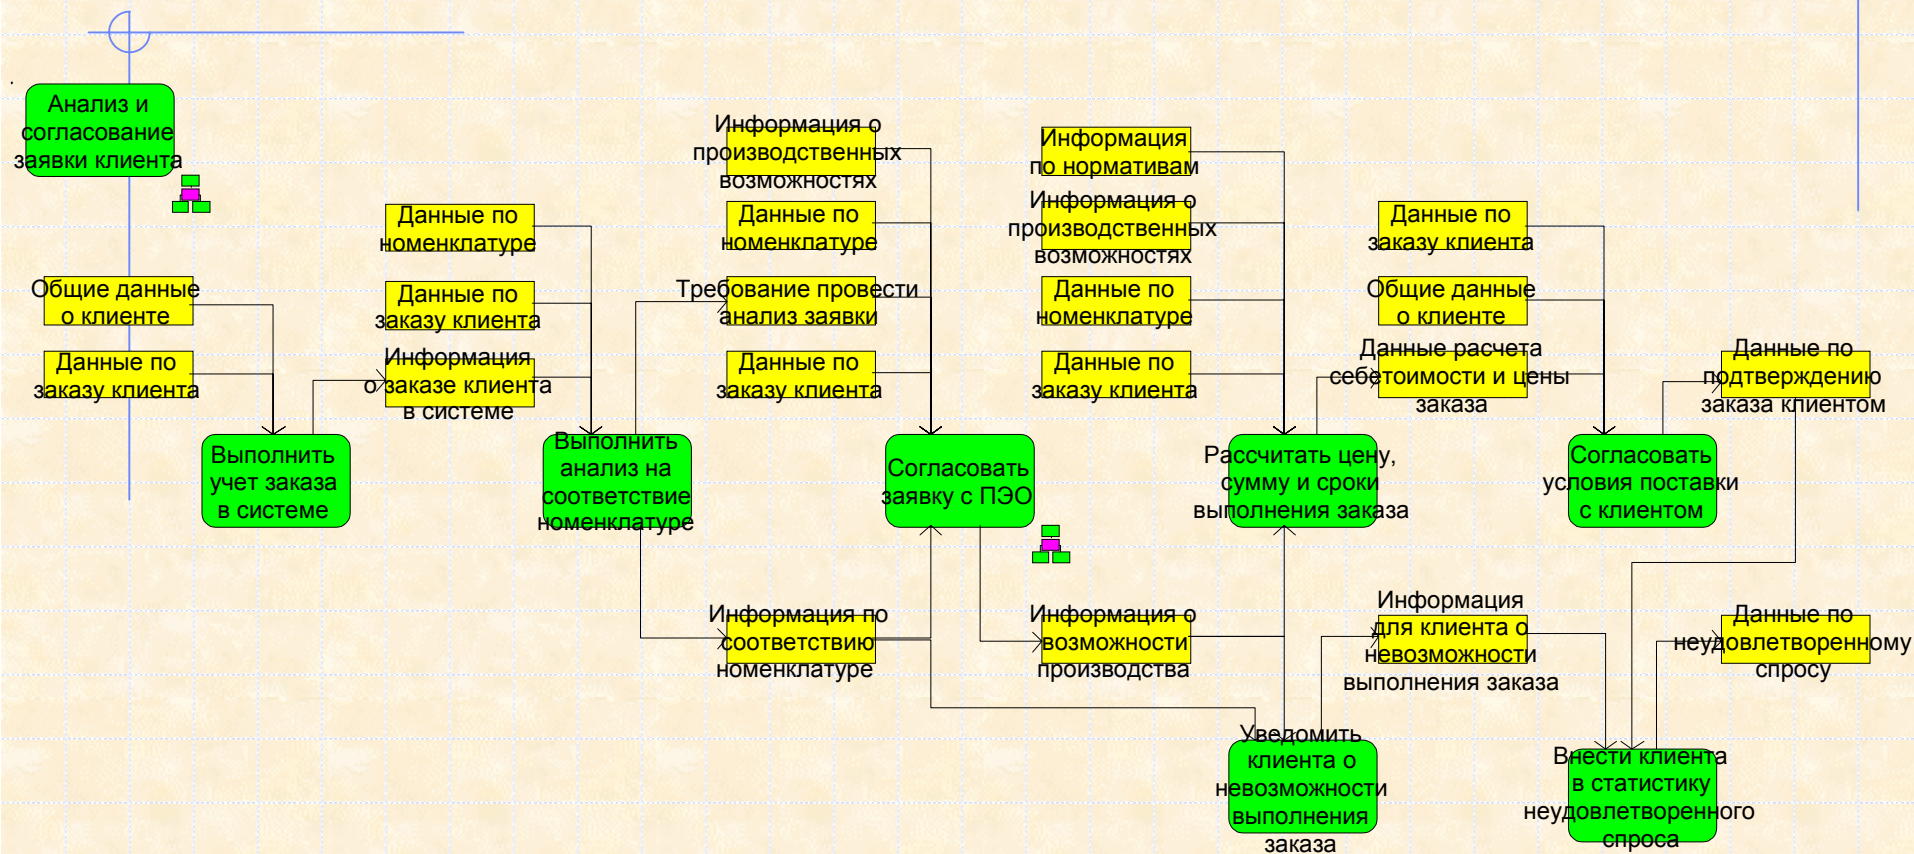 Анализ и
согласование
заявки клиента
Общие данные
о клиенте
Данные по
заказу клиента
Выполнить
учет заказа
в системе
Данные по
номенклатуре
Данные по
заказу клиента
Информация
о заказе клиента
в системе
Выполнить
анализ на
соответствие
номенклатуре
Информация о
производственных
возможностях
Данные по
номенклатуре
Требование провести
анализ заявки
Данные по
заказу клиента
Согласовать
заявку с ПЭО
Информация по
соответствию
номенклатуре
Информация
по нормативам
Информация о
производственных
возможностях
Данные по
номенклатуре
Данные по
заказу клиента
Рассчитать цену,
сумму и сроки
выполнения заказа
Информация о
возможности
производства
Уведомить
клиента о
невозможности
выполнения
заказа
Данные по
заказу клиента
Общие данные
о клиенте
Данные расчета
себетоимости и цены
заказа
Согласовать
условия поставки
с клиентом
Информация
для клиента о
невозможности
выполнения заказа
Внести клиента
в статистику
неудовлетворенного
спроса
Данные по
подтверждению
заказа клиентом
Данные по
неудовлетворенному
спросу